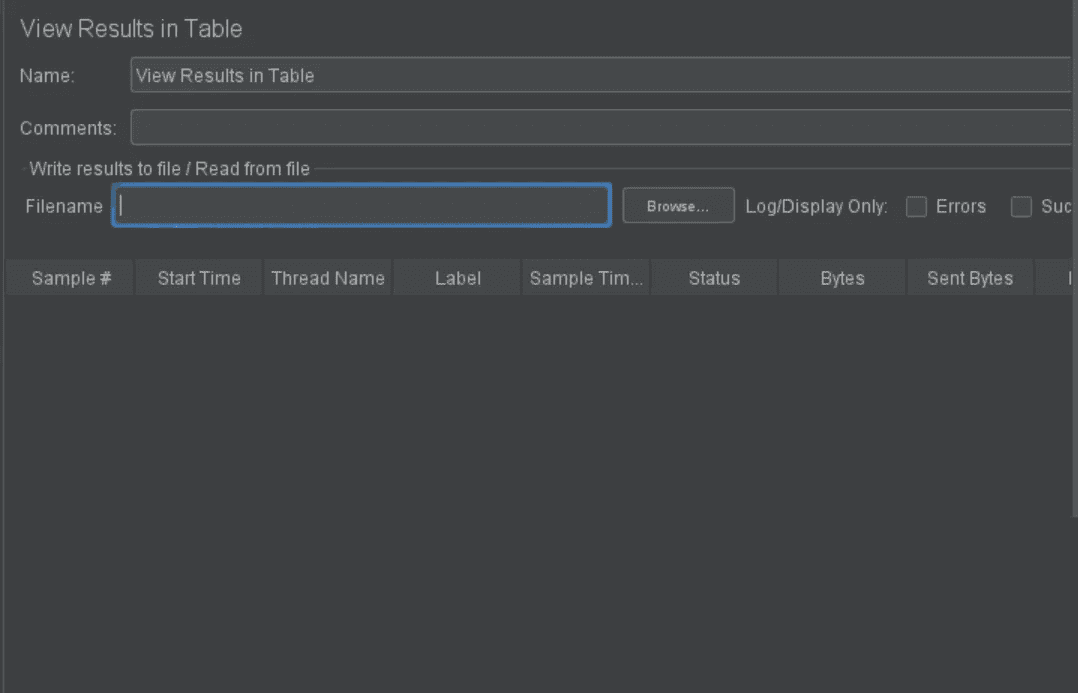 View Results in Table
Name: View Results in Table
Comments:
Write results to file / Read from file
Filename Browse... Log/Display Only: Errors Suc
Sample # Start Time Thread Name Label Sample Tim... Status Bytes Sent Bytes